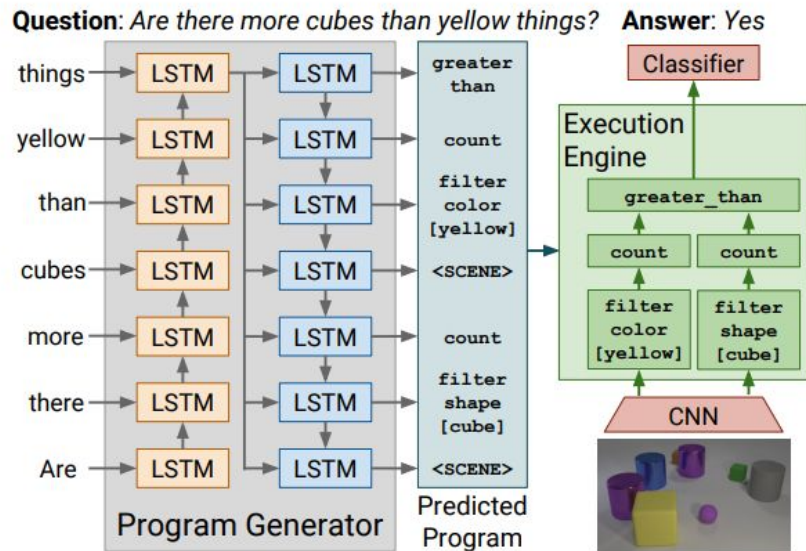 Question: Are there more cubes than yellow things? Answer: Yes
things
LSTM
LSTM
greater
than
yellow
LSTM
LSTM
count
than
LSTM
LSTM
filter
color
[yellow]
cubes
LSTM
LSTM
<SCENE>
more
LSTM
LSTM
count
there
LSTM
LSTM
filter
shape
[cube]
Are
LSTM
LSTM
<SCENE>
Program Generator
Predicted
Program
Classifier
Execution
Engine
greater_than
count
count
filter
color
[yellow]
filter
shape
[cube]
CNN